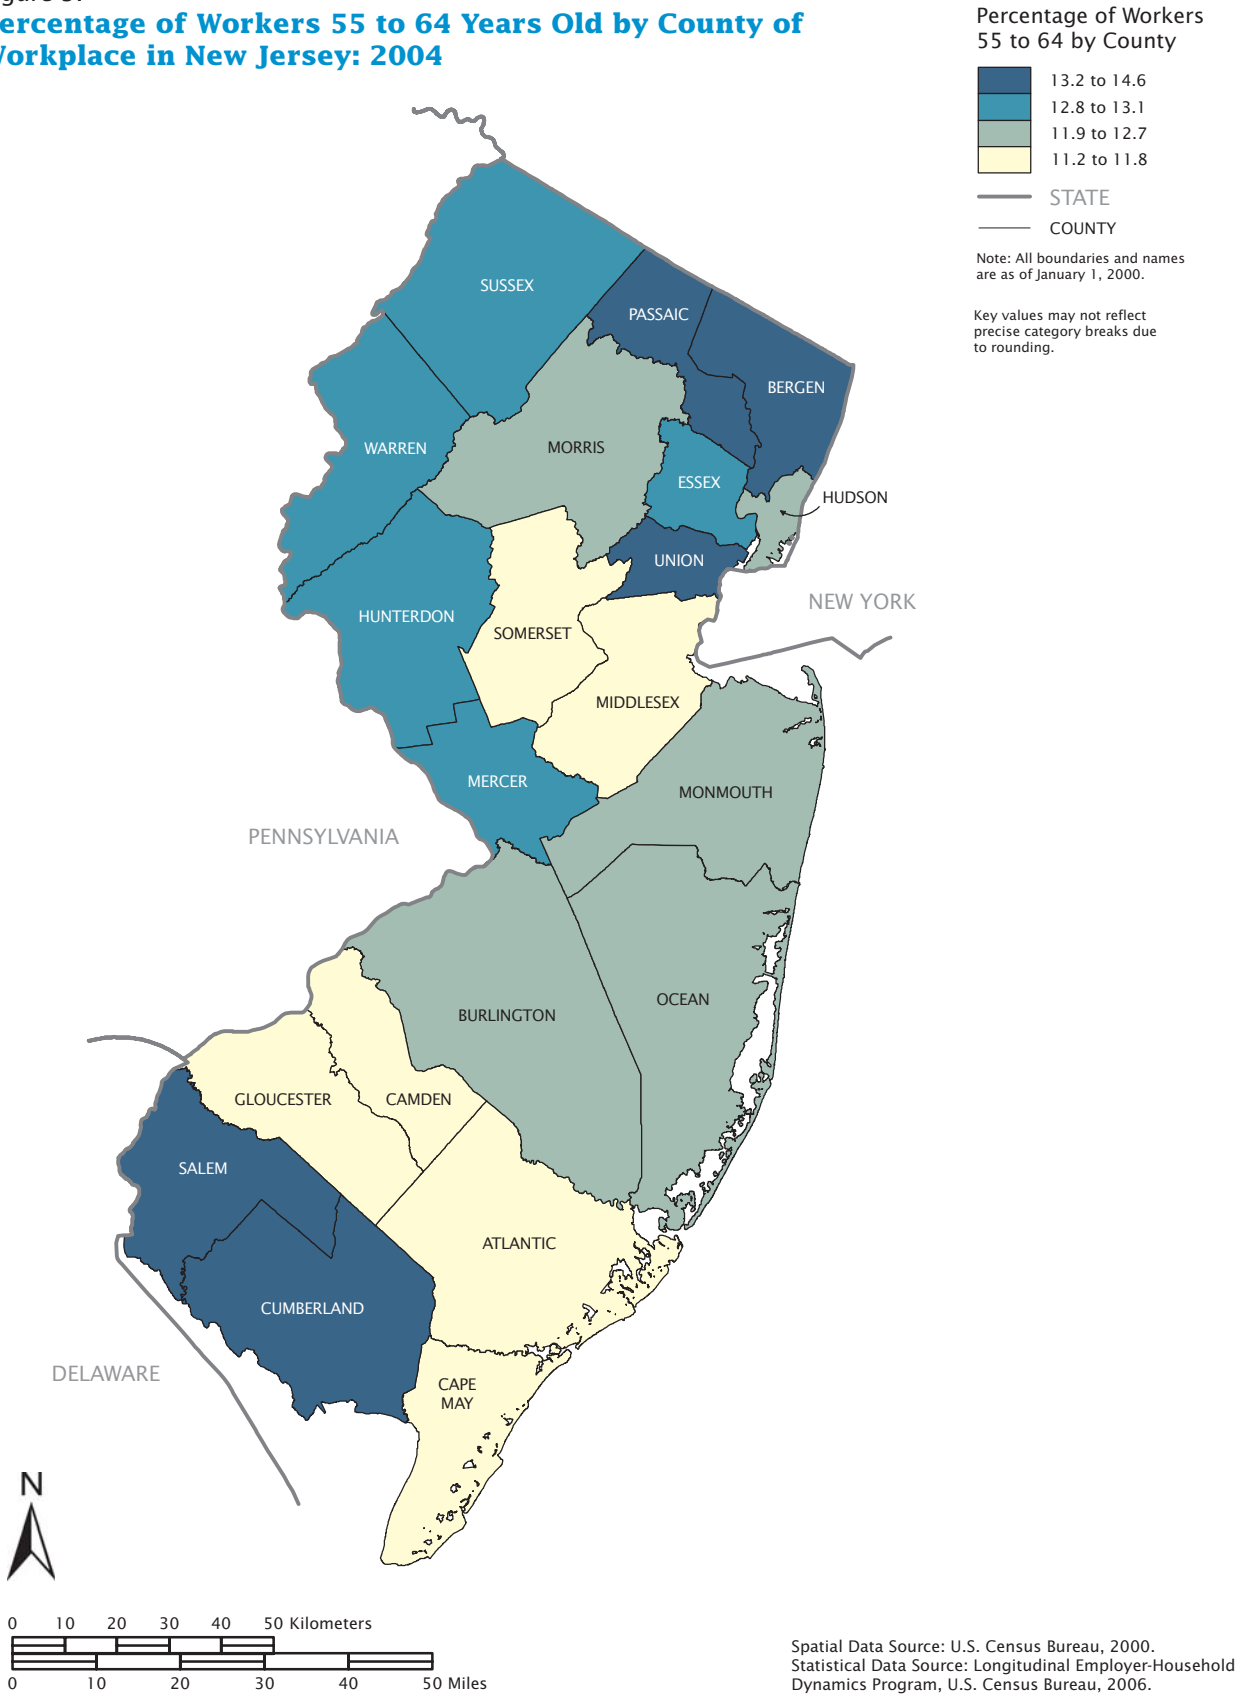 Percentage of Workers 55 to 64 Years Old by County of
Workplace in New Jersey: 2004
Percentage of Workers
55 to 64 by County
13.2 to 14.6
12.8 to 13.1
11.9 to 12.7
11.2 to 11.8
STATE
COUNTY
Note: All boundaries and names
are as of January 1, 2000.
Key values may not reflect
precise category breaks due
to rounding.
SUSSEX
PASSAIC
BERGEN
WARREN
MORRIS
ESSEX
HUDSON
UNION
NEW YORK
HUNTERDON
SOMERSET
MIDDLESEX
MERCER
MONMOUTH
PENNSYLVANIA
OCEAN
BURLINGTON
GLOUCESTER
CAMDEN
SALEM
ATLANTIC
CUMBERLAND
DELAWARE
CAPE
MAY
N
0 10 20 30 40 50 Kilometers
0 10 20 30 40 50 Miles
Spatial Data Source: U.S. Census Bureau, 2000.
Statistical Data Source: Longitudinal Employer-Household
Dynamics Program, U.S. Census Bureau, 2006.